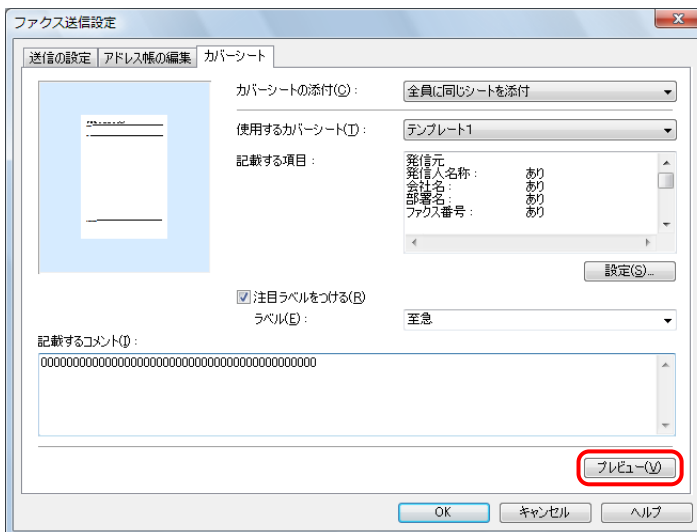 ファクス送信設定
送信の設定 アドレス帳の編集 カバーシート
カバーシートの添付(C)： 全員に同じシートを添付
使用するカバーシート(T)： テンプレート1
記載する項目：
発信元
発信人名称： あり
会社名： あり
部署名： あり
ファクス番号： あり
設定(S)...
注目ラベルをつける(R)
ラベル(E)： 至急
記載するコメント(I)：
0000000000000000000000000000000000000000000000
プレビュー(V)
OK キャンセル ヘルプ